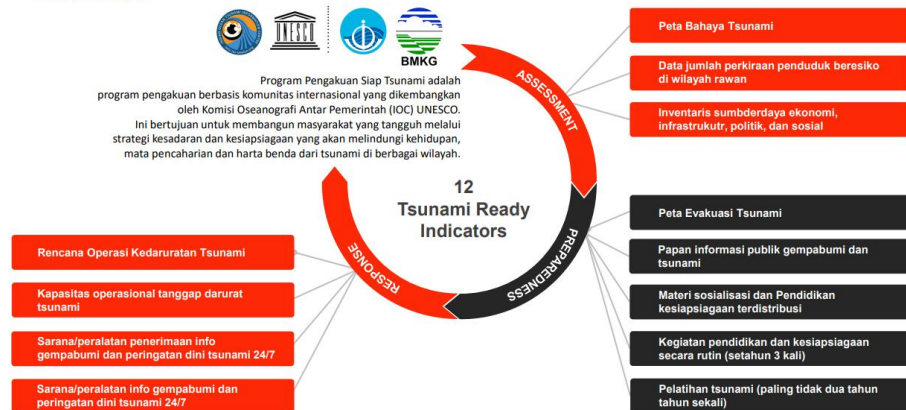 UNESCO
BMKG
Program Pengakuan Siap Tsunami adalah
program pengakuan berbasis komunitas internasional yang dikembangkan
oleh Komisi Oseanografi Antar Pemerintah (IOC) UNESCO.
Ini bertujuan untuk membangun masyarakat yang tangguh melalui
strategi kesadaran dan kesiapsiagaan yang akan melindungi kehidupan,
mata pencaharian dan harta benda dari tsunami di berbagai wilayah.
12
Tsunami Ready
Indicators
ASSESSMENT
Peta Bahaya Tsunami
Data jumlah perkiraan penduduk beresiko
di wilayah rawan
Inventaris sumbderdaya ekonomi,
infrastrukutr, politik, dan sosial
PREPAREDNESS
Peta Evakuasi Tsunami
Papan informasi publik gempabumi dan
tsunami
Materi sosialisasi dan Pendidikan
kesiapsiagaan terdistribusi
Kegiatan pendidikan dan kesiapsiagaan
secara rutin (setahun 3 kali)
Pelatihan tsunami (paling tidak dua tahun
tahun sekali)
RESPONSE
Rencana Operasi Kedaruratan Tsunami
Kapasitas operasional tanggap darurat
tsunami
Sarana/peralatan penerimaan info
gempabumi dan peringatan dini tsunami 24/7
Sarana/peralatan info gempabumi dan
peringatan dini tsunami 24/7